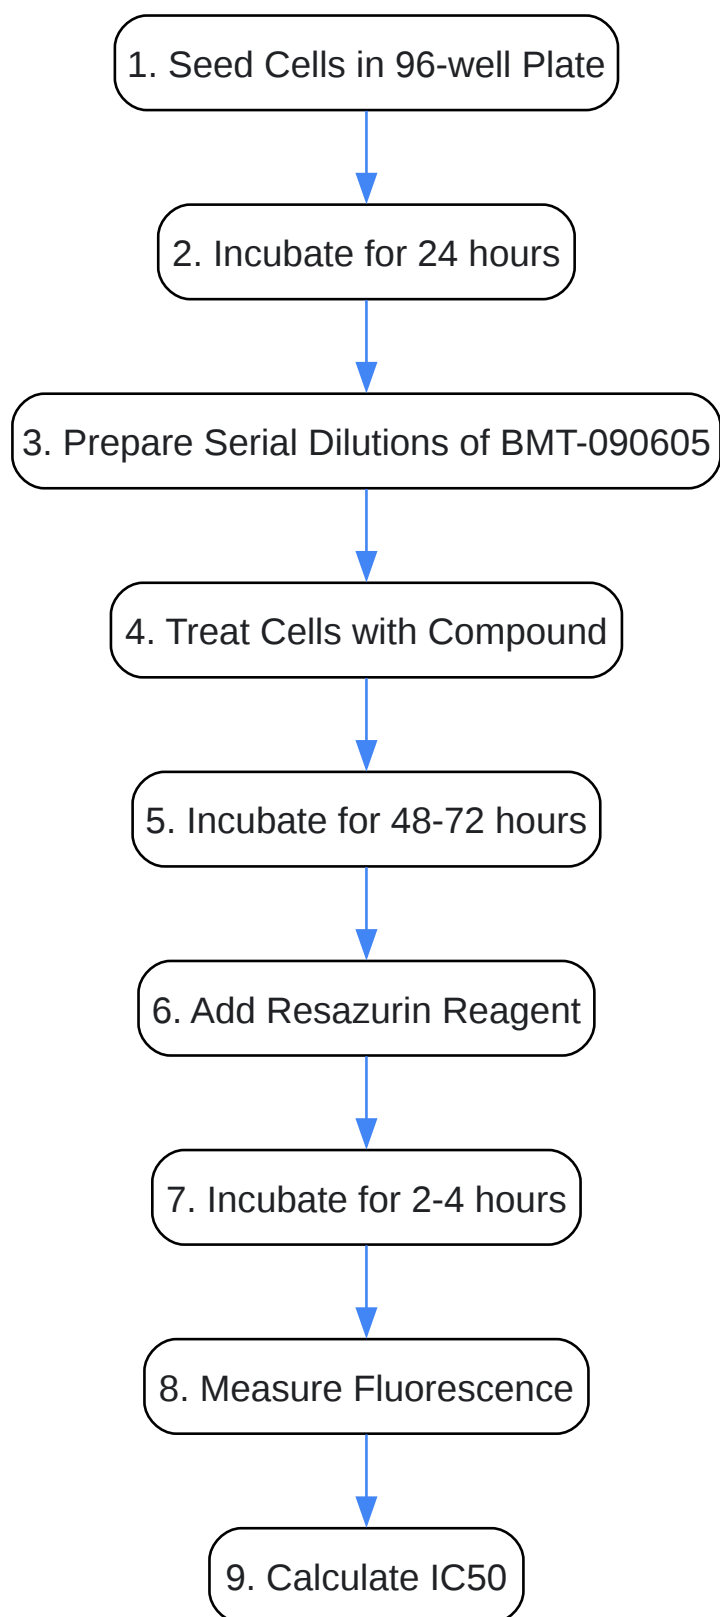 1. Seed Cells in 96-well Plate
2. Incubate for 24 hours
3. Prepare Serial Dilutions of BMT-090605
4. Treat Cells with Compound
5. Incubate for 48-72 hours
6. Add Resazurin Reagent
7. Incubate for 2-4 hours
8. Measure Fluorescence
9. Calculate IC50